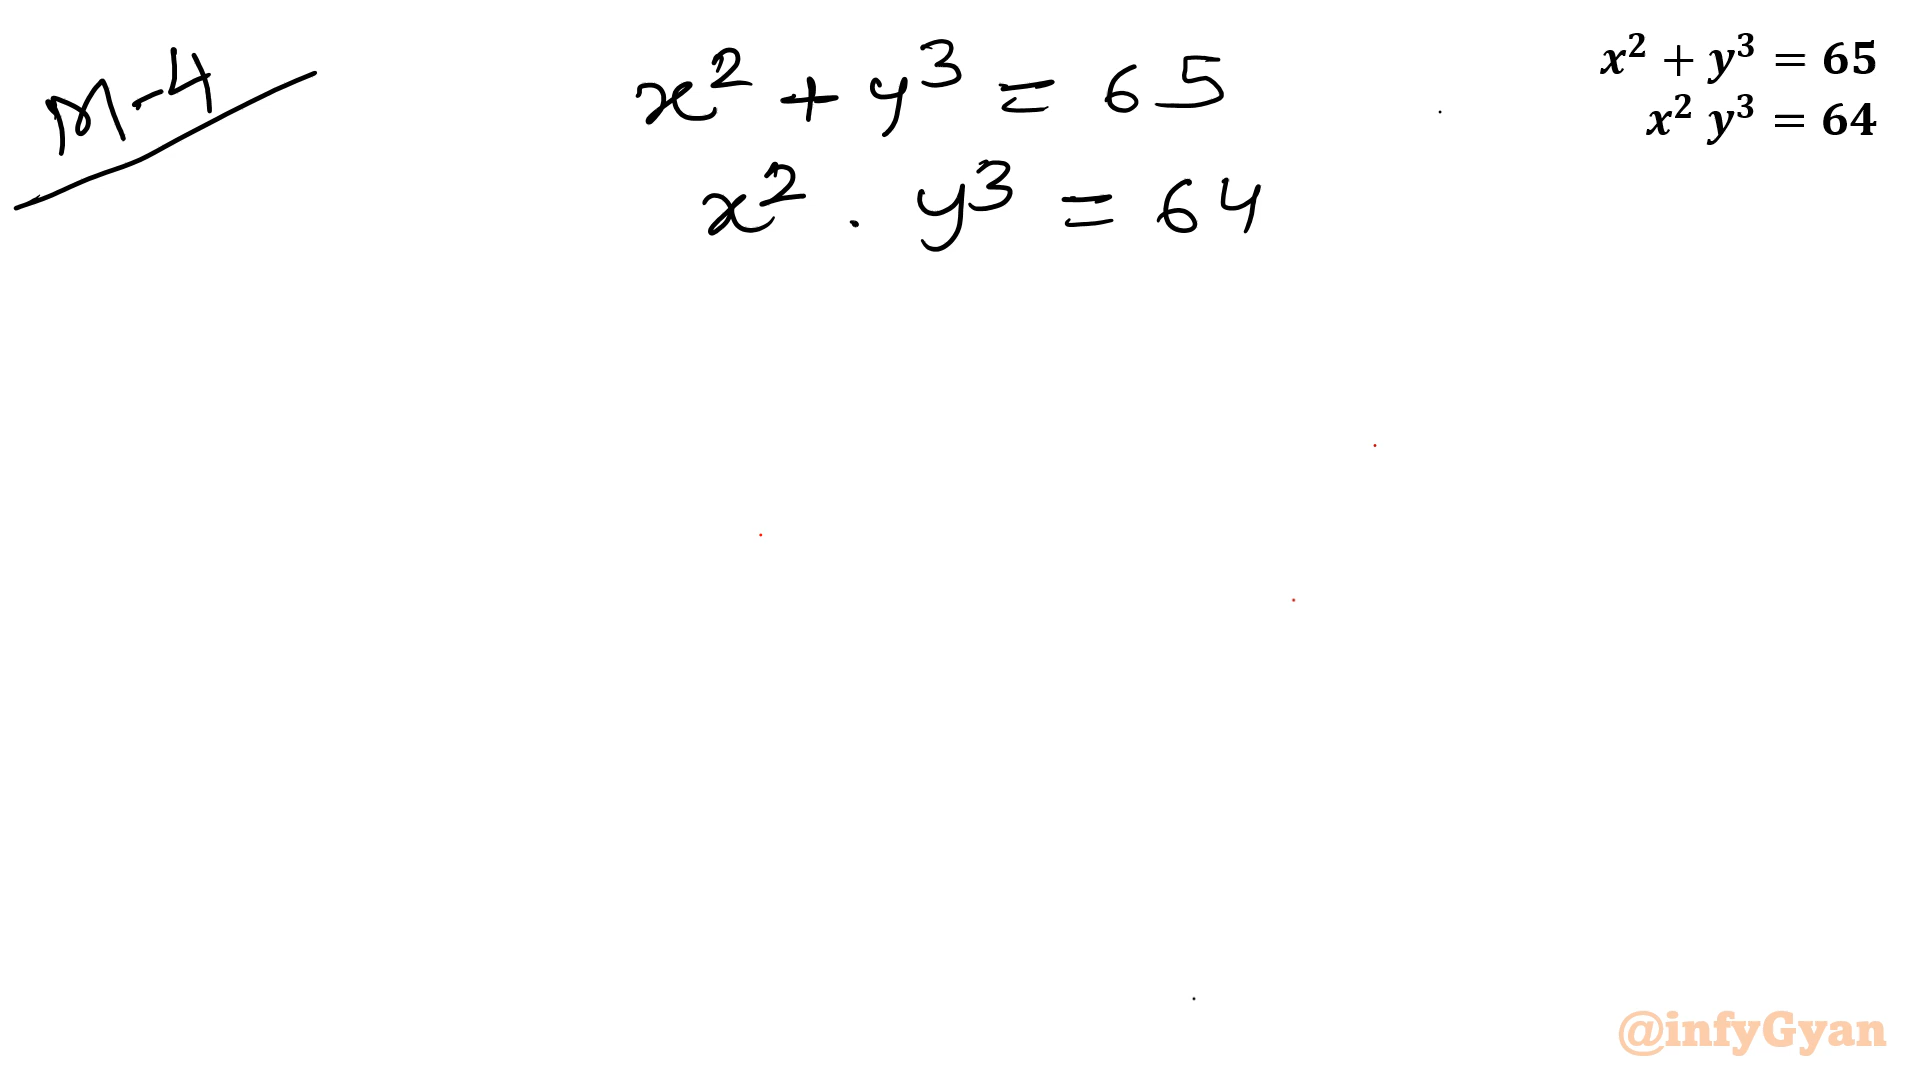 M-4
x² + y³ = 65
x² . y³ = 64
x² + y³ = 65
x² y³ = 64
@infyGyan